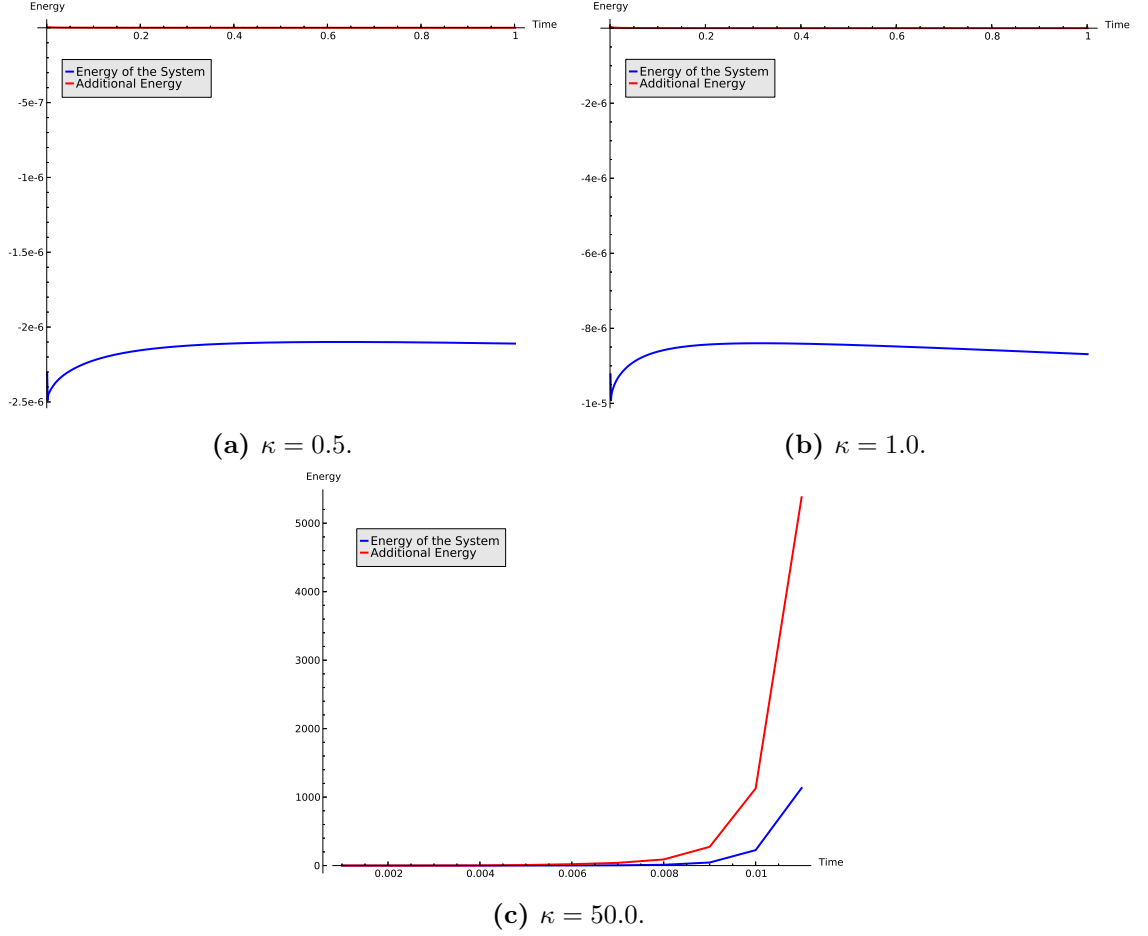 Energy
Time
0.2 0.4 0.6 0.8 1
Energy of the System
Additional Energy
-5e-7
-1e-6
-1.5e-6
-2e-6
-2.5e-6
(a) κ = 0.5.
Energy
Time
0.2 0.4 0.6 0.8 1
Energy of the System
Additional Energy
-2e-6
-4e-6
-6e-6
-8e-6
-1e-5
(b) κ = 1.0.
Energy
5000
Energy of the System
Additional Energy
4000
3000
2000
1000
0
Time
0.002 0.004 0.006 0.008 0.01
(c) κ = 50.0.